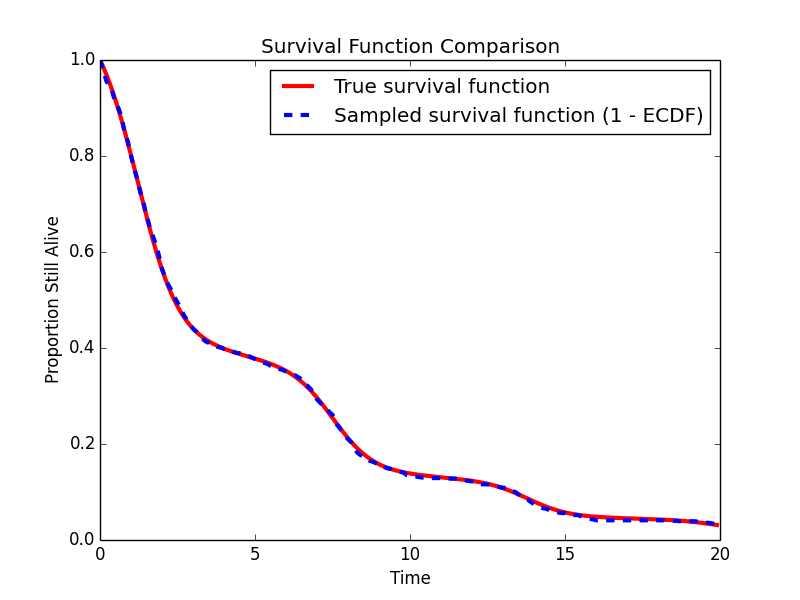 Survival Function Comparison
True survival function
Sampled survival function (1 - ECDF)
Proportion Still Alive
1.0
0.8
0.6
0.4
0.2
0.0
0 5 10 15 20
Time